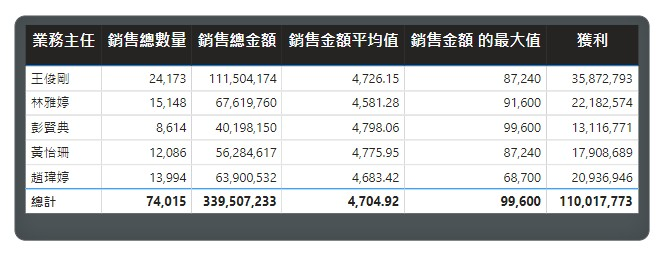 業務主任 銷售總數量 銷售總金額 銷售金額平均值 銷售金額 的最大值 獲利
王俊剛 24,173 111,504,174 4,726.15 87,240 35,872,793
林雅婷 15,148 67,619,760 4,581.28 91,600 22,182,574
彭賢典 8,614 40,198,150 4,798.06 99,600 13,116,771
黃怡珊 12,086 56,284,617 4,775.95 87,240 17,908,689
趙瑋婷 13,994 63,900,532 4,683.42 68,700 20,936,946
總計 74,015 339,507,233 4,704.92 99,600 110,017,773